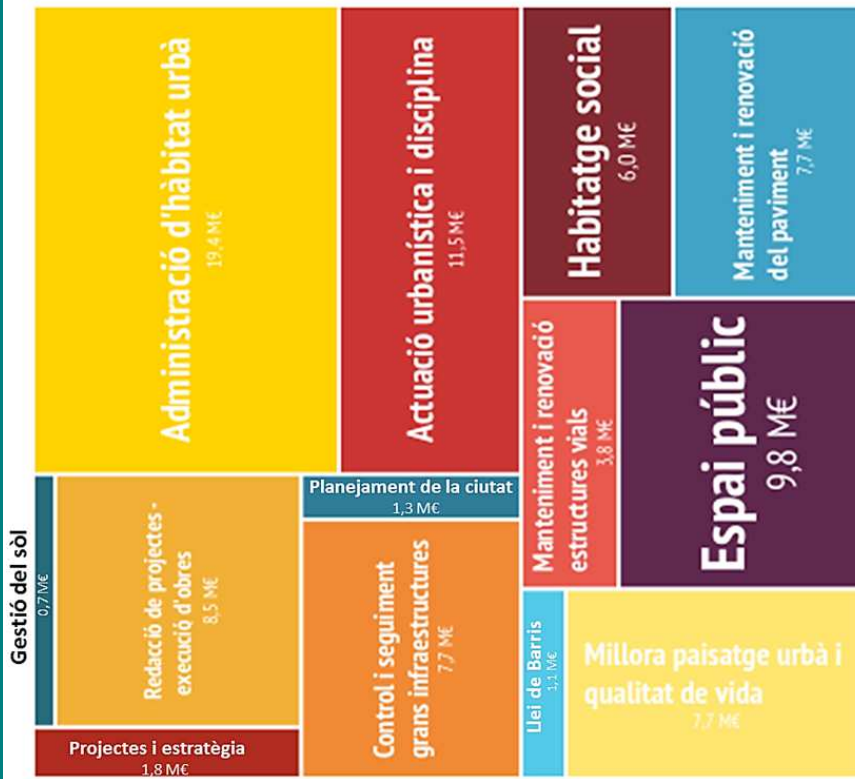 Gestió del sòl
0,7 M€
Administració d'hàbitat urbà
19,4 M€
Actuació urbanística i disciplina
11,5 M€
Habitatge social
6,0 M€
Manteniment i renovació
del paviment
7,7 M€
Redacció de projectes -
execució d'obres
8,5 M€
Planejament de la ciutat
1,3 M€
Control i seguiment
grans infraestructures
7,7 M€
Manteniment i renovació
estructures vials
3,8 M€
Espai públic
9,8 M€
Projectes i estratègia
1,8 M€
Llei de Barris
1,1 M€
Millora paisatge urbà i
qualitat de vida
7,7 M€